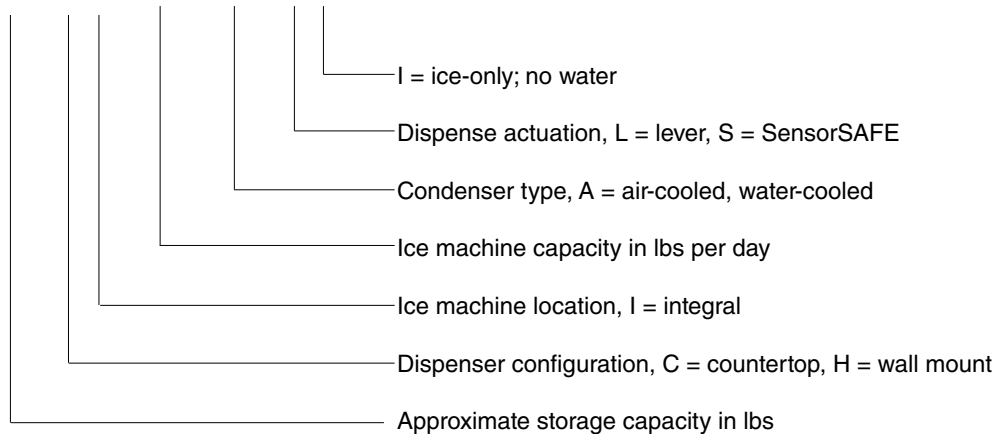 I = ice-only; no water
Dispense actuation, L = lever, S = SensorSAFE
Condenser type, A = air-cooled, water-cooled
Ice machine capacity in lbs per day
Ice machine location, I = integral
Dispenser configuration, C = countertop, H = wall mount
Approximate storage capacity in lbs